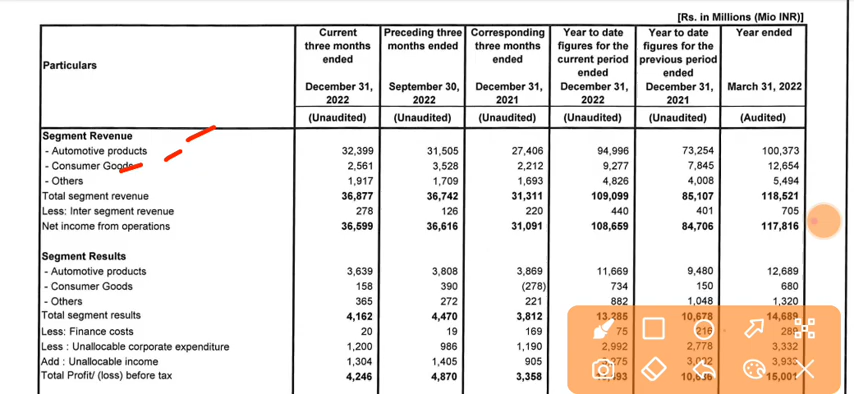 [Rs. in Millions (Mio INR)]
Particulars | Current three months ended December 31, 2022 (Unaudited) | Preceding three months ended September 30, 2022 (Unaudited) | Corresponding three months ended December 31, 2021 (Unaudited) | Year to date figures for the current period ended December 31, 2022 (Unaudited) | Year to date figures for the previous period ended December 31, 2021 (Unaudited) | Year ended March 31, 2022 (Audited)
Segment Revenue
- Automotive products 32,399 31,505 27,406 94,996 73,254 100,373
- Consumer Goods 2,561 3,528 2,212 9,277 7,845 12,654
- Others 1,917 1,709 1,693 4,826 4,008 5,494
Total segment revenue 36,877 36,742 31,311 109,099 85,107 118,521
Less: Inter segment revenue 278 126 220 440 401 705
Net income from operations 36,599 36,616 31,091 108,659 84,706 117,816
Segment Results
- Automotive products 3,639 3,808 3,869 11,669 9,480 12,689
- Consumer Goods 158 390 (278) 734 150 680
- Others 365 272 221 882 1,048 1,320
Total segment results 4,162 4,470 3,812 13,285 10,678 14,689
Less: Finance costs 20 19 169 75 216
Less : Unallocable corporate expenditure 1,200 986 1,190 2,992 2,778 3,332
Add : Unallocable income 1,304 1,405 905
Total Profit/ (loss) before tax 4,246 4,870 3,358 15,001